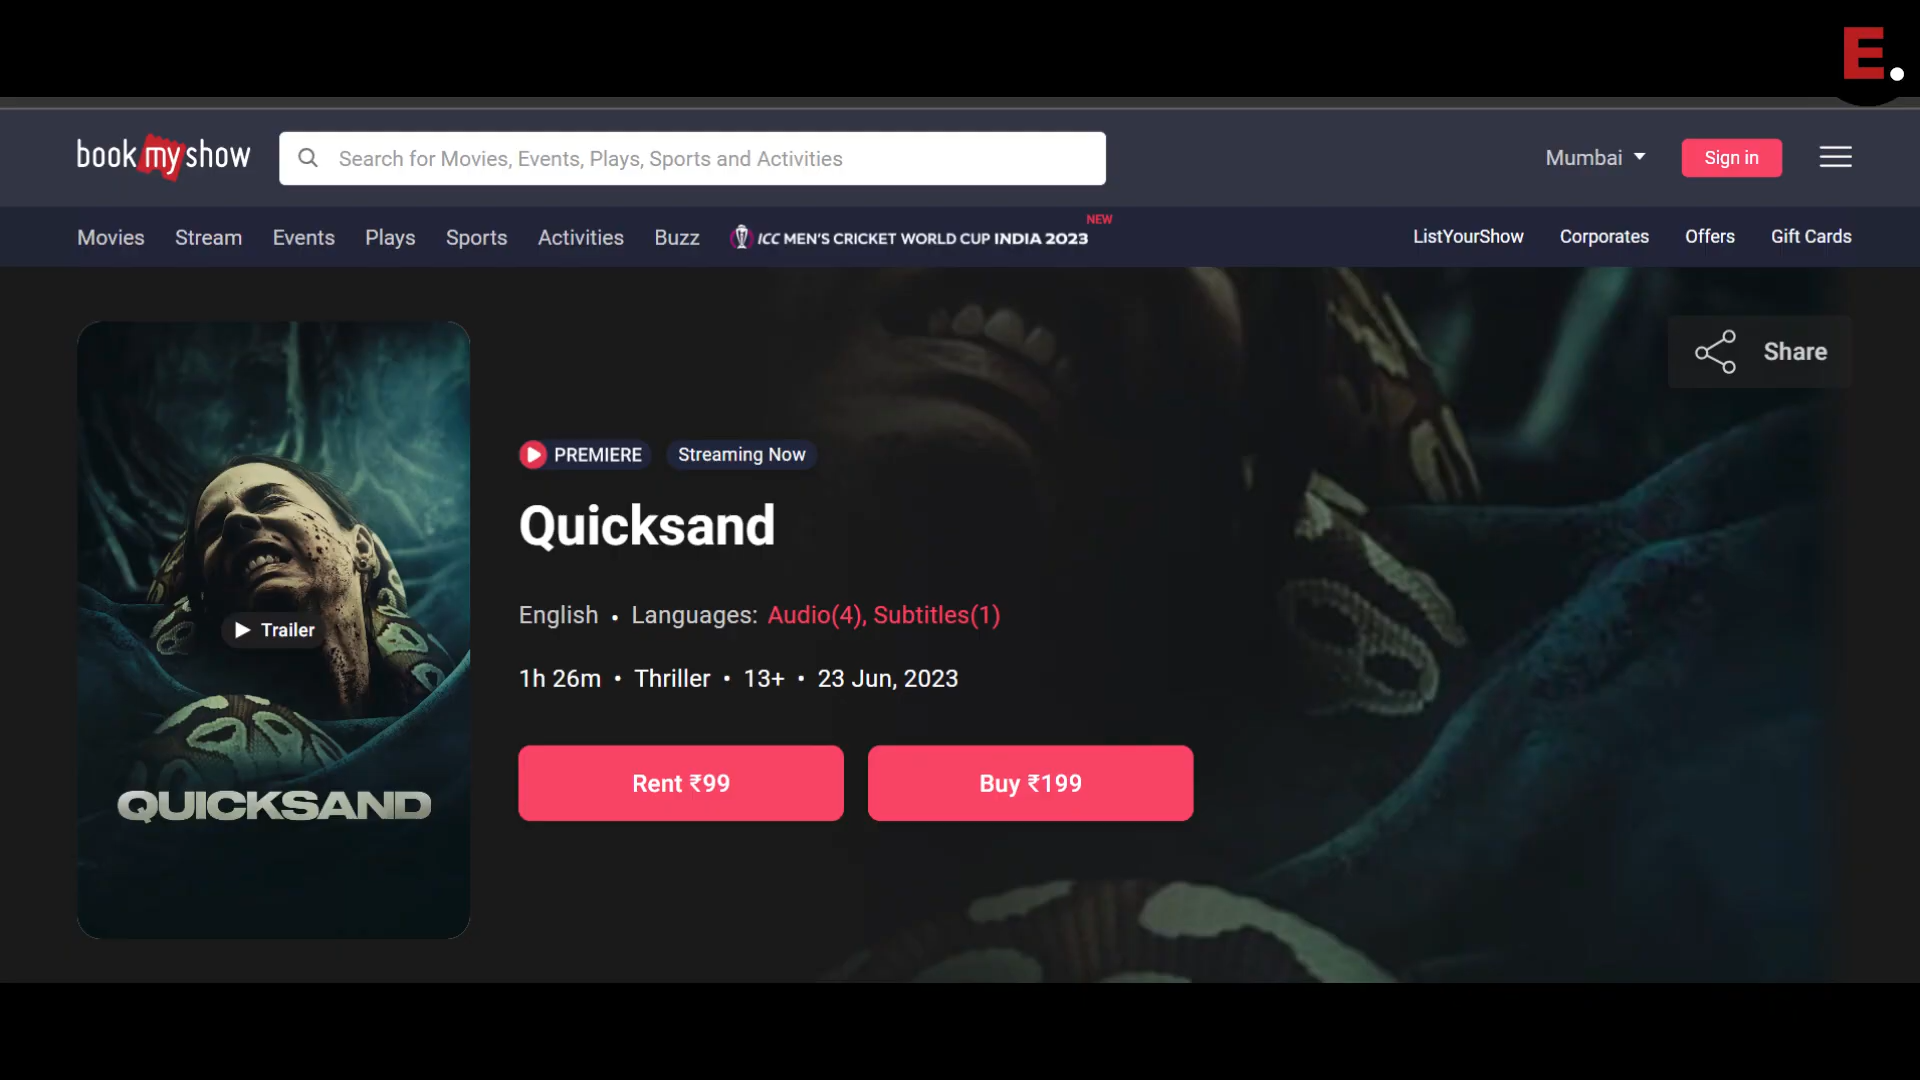 E.
book my show
Search for Movies, Events, Plays, Sports and Activities
Mumbai
Sign in
Movies
Stream
Events
Plays
Sports
Activities
Buzz
ICC MEN'S CRICKET WORLD CUP INDIA 2023
NEW
ListYourShow
Corporates
Offers
Gift Cards
Share
Trailer
QUICKSAND
PREMIERE
Streaming Now
Quicksand
English • Languages: Audio(4), Subtitles(1)
1h 26m • Thriller • 13+ • 23 Jun, 2023
Rent ₹99
Buy ₹199